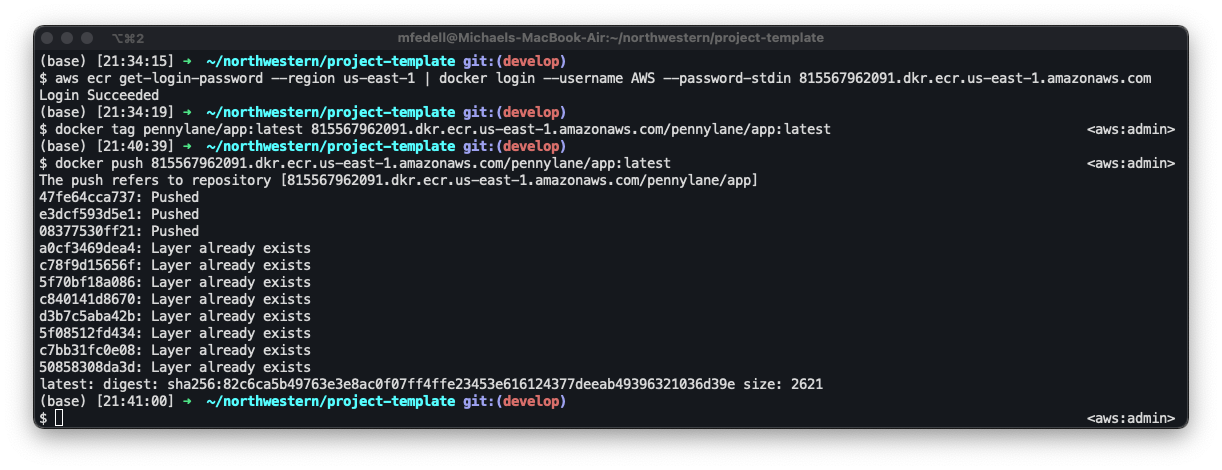 ⌥⌘2 mfedell@Michaels-MacBook-Air:~/northwestern/project-template
(base) [21:34:15] ➜ ~/northwestern/project-template git:(develop)
$ aws ecr get-login-password --region us-east-1 | docker login --username AWS --password-stdin 815567962091.dkr.ecr.us-east-1.amazonaws.com
Login Succeeded
(base) [21:34:19] ➜ ~/northwestern/project-template git:(develop)
$ docker tag pennylane/app:latest 815567962091.dkr.ecr.us-east-1.amazonaws.com/pennylane/app:latest <aws:admin>
(base) [21:40:39] ➜ ~/northwestern/project-template git:(develop)
$ docker push 815567962091.dkr.ecr.us-east-1.amazonaws.com/pennylane/app:latest <aws:admin>
The push refers to repository [815567962091.dkr.ecr.us-east-1.amazonaws.com/pennylane/app]
47fe64cca737: Pushed
e3dcf593d5e1: Pushed
08377530ff21: Pushed
a0cf3469dea4: Layer already exists
c78f9d15656f: Layer already exists
5f70bf18a086: Layer already exists
c840141d8670: Layer already exists
d3b7c5aba42b: Layer already exists
5f08512fd434: Layer already exists
c7bb31fc0e08: Layer already exists
50858308da3d: Layer already exists
latest: digest: sha256:82c6ca5b49763e3e8ac0f07ff4ffe23453e616124377deeab49396321036d39e size: 2621
(base) [21:41:00] ➜ ~/northwestern/project-template git:(develop)
$ <aws:admin>